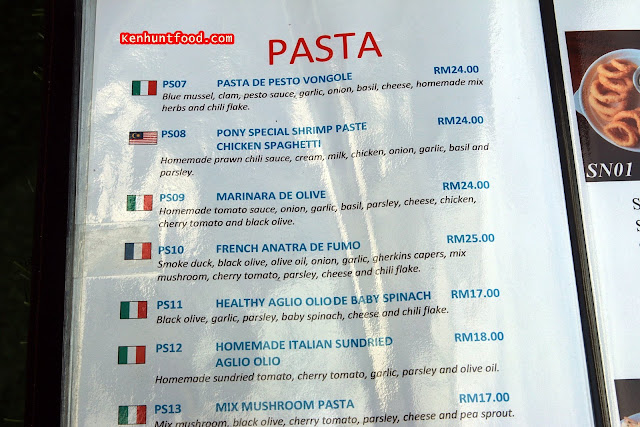 Kenhuntfood.com
PASTA
PS07 PASTA DE PESTO VONGOLE RM24.00
Blue mussel, clam, pesto sauce, garlic, onion, basil, cheese, homemade mix
herbs and chili flake.
PS08 PONY SPECIAL SHRIMP PASTE RM24.00
CHICKEN SPAGHETTI
Homemade prawn chili sauce, cream, milk, chicken, onion, garlic, basil and
parsley.
PS09 MARINARA DE OLIVE RM24.00
Homemade tomato sauce, onion, garlic, basil, parsley, cheese, chicken,
cherry tomato and black olive.
PS10 FRENCH ANATRA DE FUMO RM25.00
Smoke duck, black olive, olive oil, onion, garlic, gherkins capers, mix
mushroom, cherry tomato, parsley, cheese and chili flake.
PS11 HEALTHY AGLIO OLIO DE BABY SPINACH RM17.00
Black olive, garlic, parsley, baby spinach, cheese and chili flake.
PS12 HOMEMADE ITALIAN SUNDRIED RM18.00
AGLIO OLIO
Homemade sundried tomato, cherry tomato, garlic, parsley and olive oil.
PS13 MIX MUSHROOM PASTA RM17.00
Mix mushroom, black olive, cherry tomato, parsley, cheese and pea sprout.
SN01
S
S